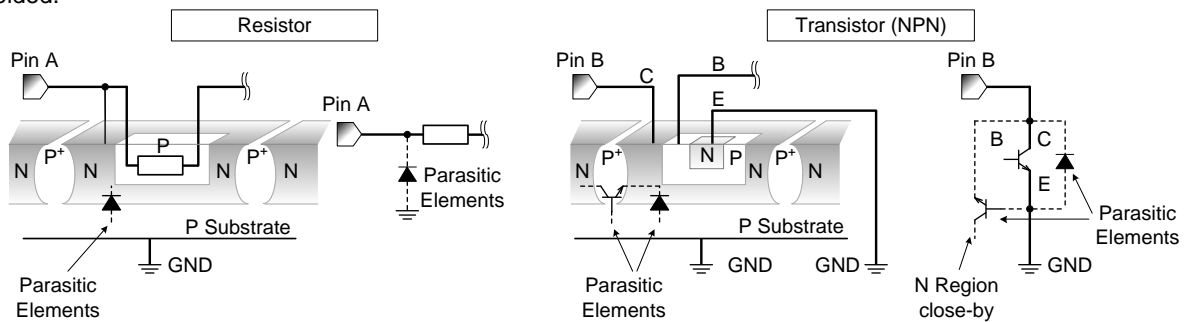 Resistor
Transistor (NPN)
Pin A
Pin A
N
P+
N
P
N
P+
N
Parasitic
Elements
P Substrate
GND
Parasitic
Elements
Pin B
C
B
E
N
P+
N
N
P
N
P+
N
P Substrate
GND
GND
Parasitic
Elements
Pin B
B
C
E
Parasitic
Elements
GND
N Region
close-by